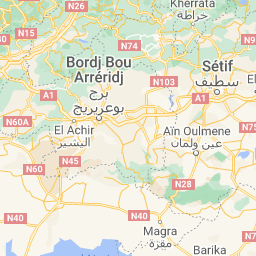 Kherrata
خراطة
N15
N26
N74
Bordj Bou
Arréridj
برج
بوعريريج
Sétif
سطيف
N103
A1
A1
N60A
El Achir
اليشير
Aïn Oulmene
عين ولمان
N45
N60
N28
N40
N40
Magra
مقرة
Barika